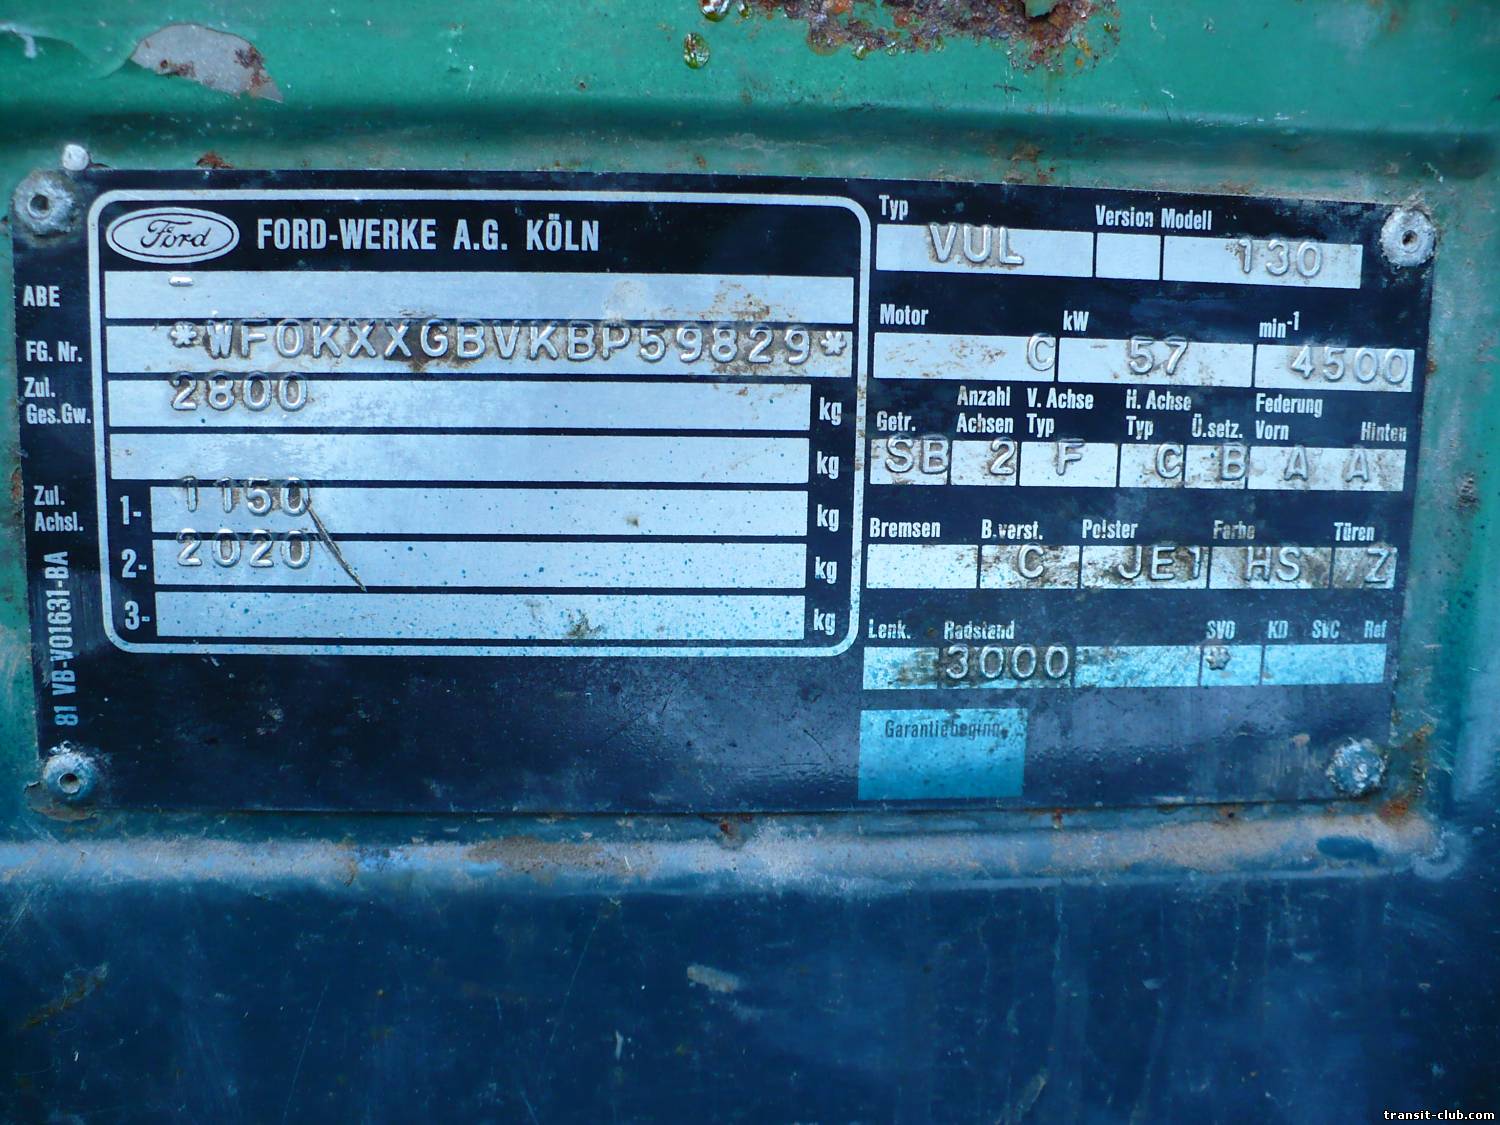 Ford FORD-WERKE A.G. KÖLN
ABE -
FG. Nr. *WF0KXXGBVKBP59829*
Zul. Ges.Gw. 2800 kg
kg
Zul. Achsl. 1- 1150 kg
2- 2020 kg
3- kg
81 VB-V01631-BA
Typ Version Modell
VUL 130
Motor kW min-1
C 57 4500
Getr. Anzahl Achsen V. Achse Typ H. Achse Typ Ü.setz. Federung Vorn Hinten
SB 2 F C B A A
Bremsen B.verst. Polster Farbe Türen
C JE1 HS Z
Lenk. Radstand SVO KD SVC Ref
3000 *
Garantiebeginn
transit-club.com